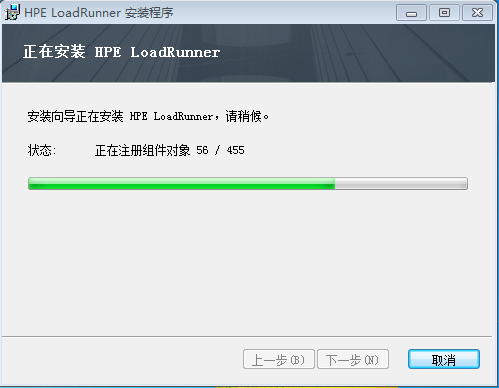 HPE LoadRunner 安装程序
正在安装 HPE LoadRunner
安装向导正在安装 HPE LoadRunner，请稍候。
状态: 正在注册组件对象 56 / 455
上一步(B) 下一步(N) 取消